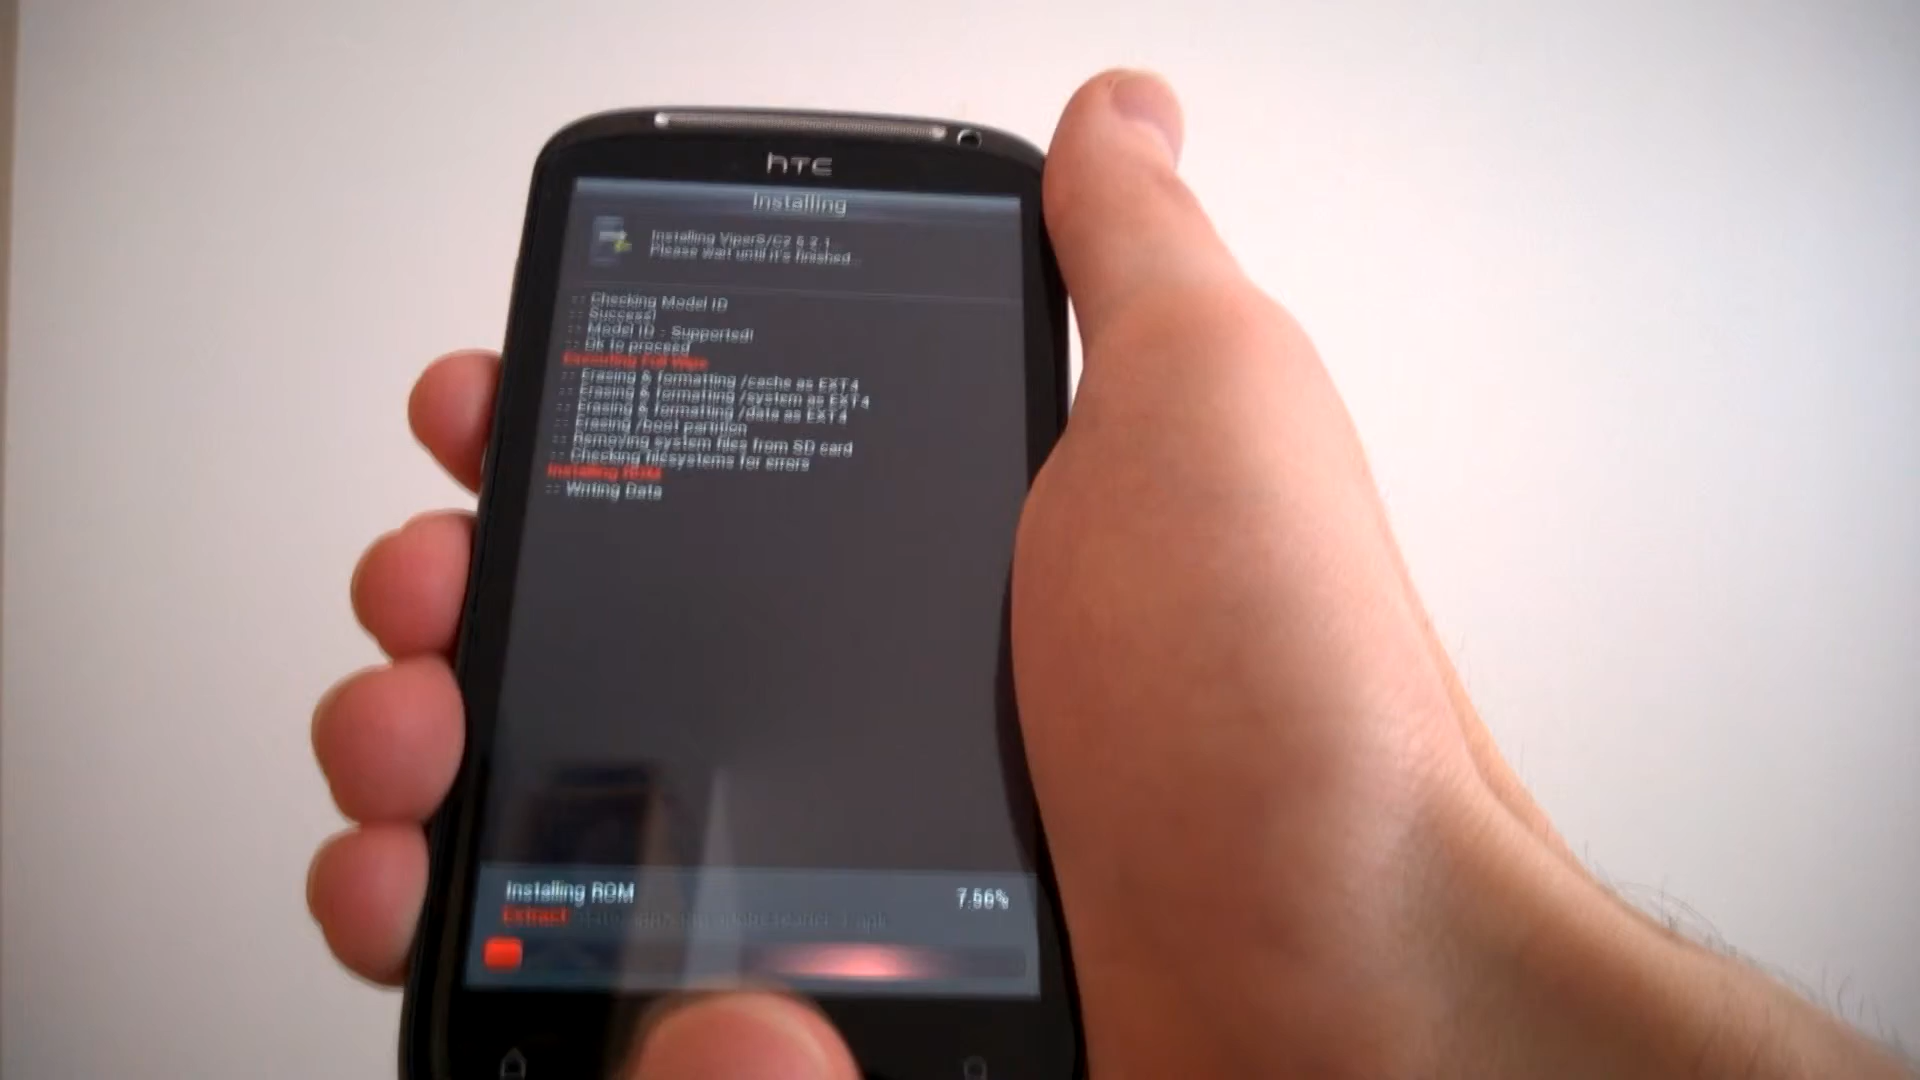 hTC
Installing
Installing ViperS/C2 5.2.1...
Please wait until it's finished...
:: Checking Model ID
:: Success!
:: Model ID - Supported!
:: Ok to proceed
Executing Full Wipe
:: Erasing & formatting /cache as EXT4
:: Erasing & formatting /system as EXT4
:: Erasing & formatting /data as EXT4
:: Erasing /boot partition
:: Removing system files from SD card
:: Checking filesystems for errors
Installing ROM
:: Writing Data
Installing ROM
7.56%
Extract